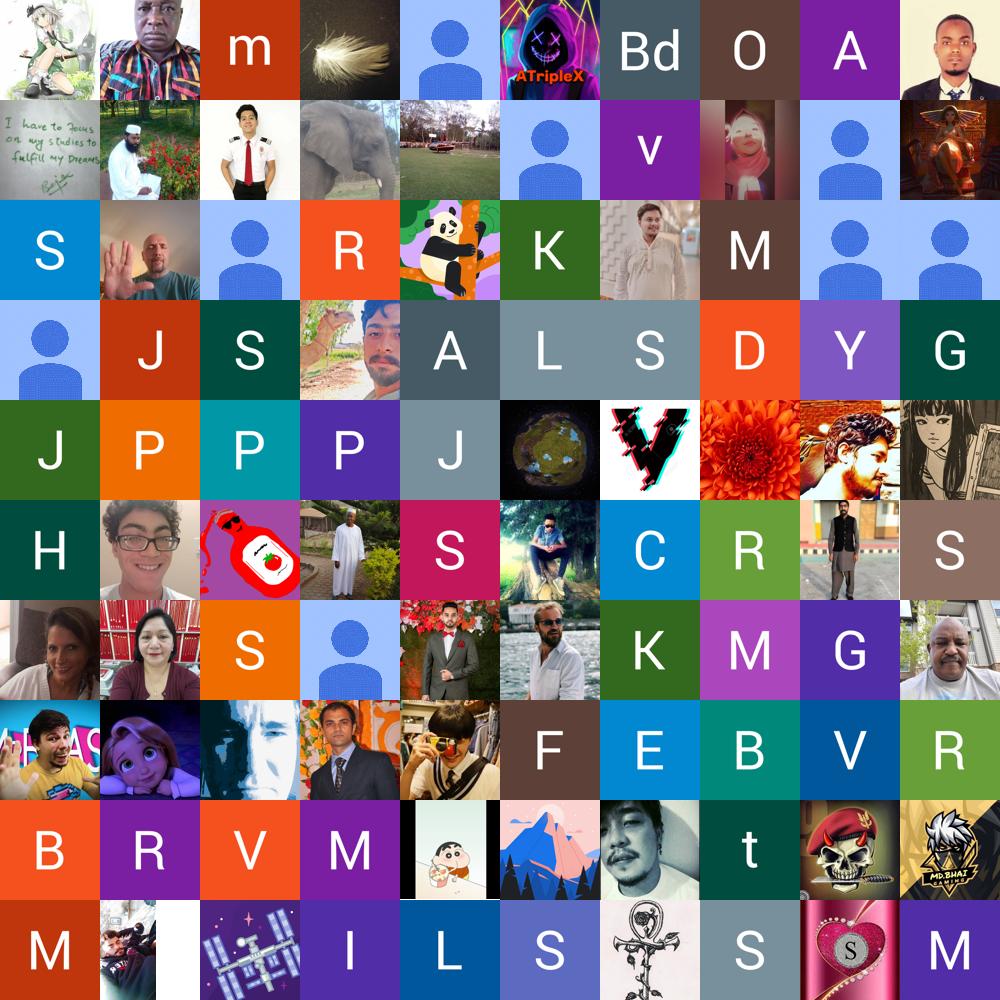 m
ATripleX
Bd
O
A
I have to focus
on my studies to
fulfill my Dreams
v
S
R
K
M
J
S
A
L
S
D
Y
G
J
P
P
P
J
V
H
S
C
R
S
S
K
M
G
F
E
B
V
R
B
R
V
M
t
MD.BHAI
GAMING
M
I
L
S
S
S
M